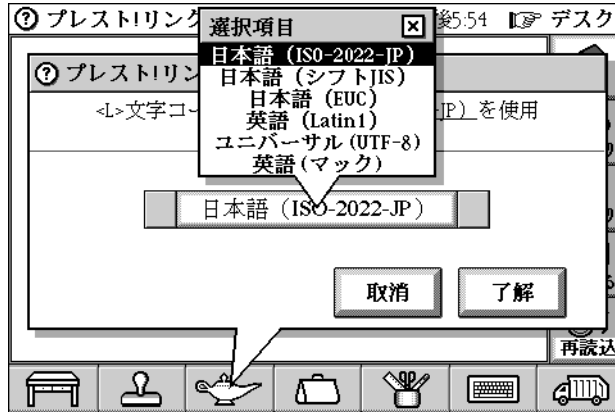 プレスト!リンク
後5:54
デスク
選択項目
日本語 (ISO-2022-JP)
日本語 (シフトJIS)
日本語 (EUC)
英語 (Latin1)
ユニバーサル (UTF-8)
英語 (マック)
プレスト!リン
<L>文字コー
JP) を使用
日本語 (ISO-2022-JP)
取消
了解
再読込